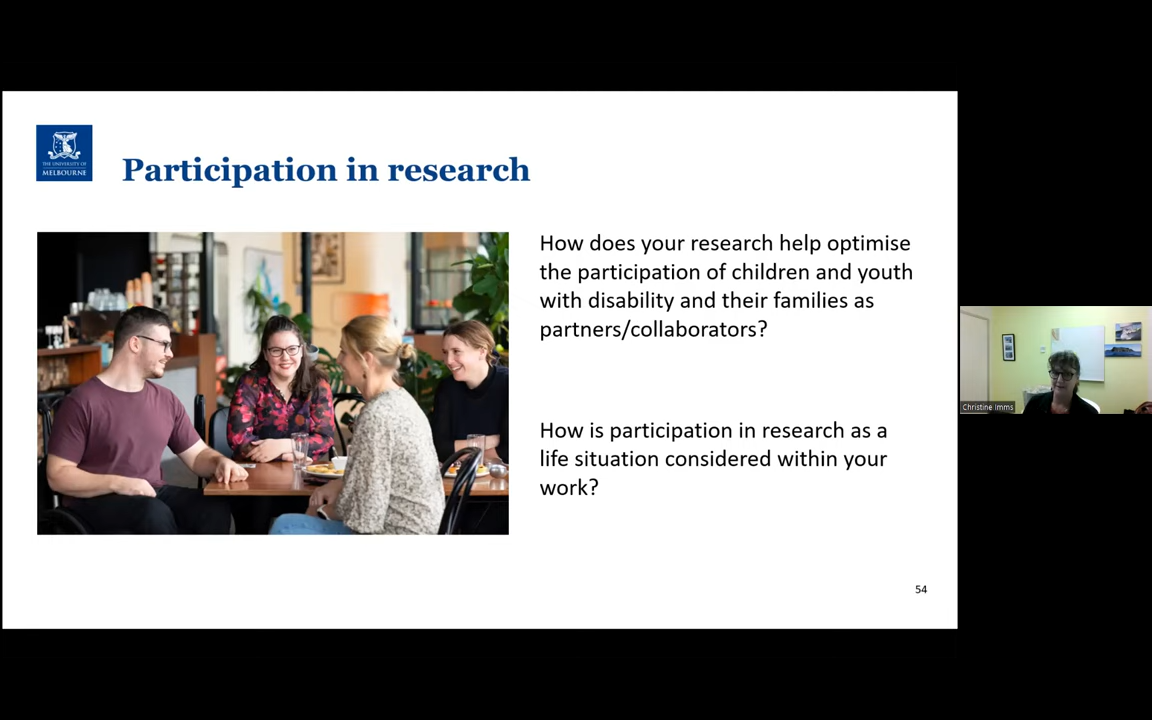 THE UNIVERSITY OF
MELBOURNE
Participation in research
How does your research help optimise
the participation of children and youth
with disability and their families as
partners/collaborators?
How is participation in research as a
life situation considered within your
work?
54
Christine Imms